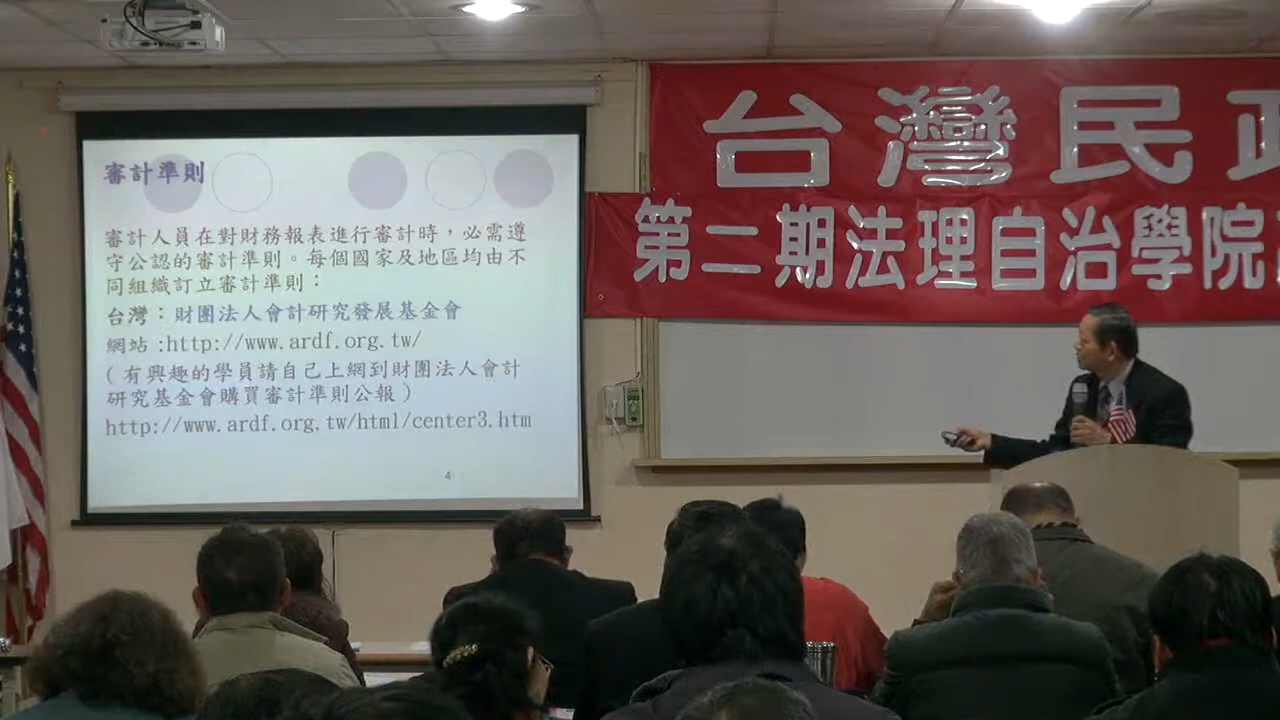 審計準則
審計人員在對財務報表進行審計時，必需遵
守公認的審計準則。每個國家及地區均由不
同組織訂立審計準則：
台灣：財團法人會計研究發展基金會
網站:http://www.ardf.org.tw/
(有興趣的學員請自己上網到財團法人會計
研究基金會購買審計準則公報)
http://www.ardf.org.tw/html/center3.htm
4
台灣民政
第二期法理自治學院